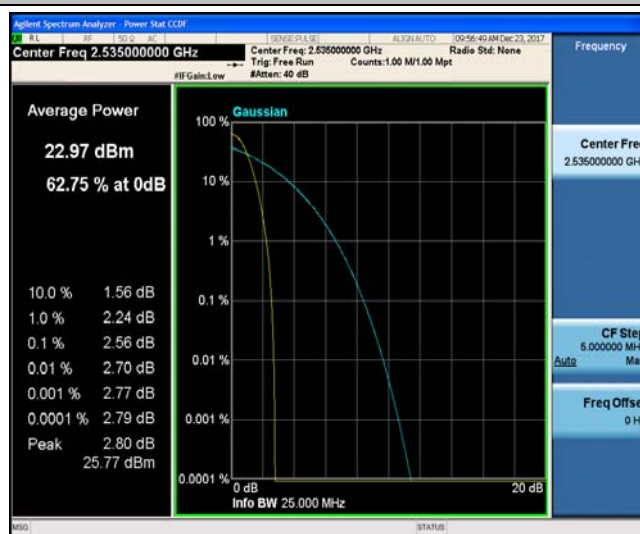 Agilent Spectrum Analyzer - Power Stat CCDF
RL RF 50 Ω AC SENSE:PULSE ALIGN AUTO 09:56:49 AM Dec 23, 2017
Center Freq 2.535000000 GHz
Center Freq: 2.535000000 GHz Radio Std: None
Trig: Free Run Counts:1.00 M/1.00 Mpt
#IFGain:Low #Atten: 40 dB
Frequency
Average Power
22.97 dBm
62.75 % at 0dB
10.0 % 1.56 dB
1.0 % 2.24 dB
0.1 % 2.56 dB
0.01 % 2.70 dB
0.001 % 2.77 dB
0.0001 % 2.79 dB
Peak 2.80 dB
25.77 dBm
Gaussian
100 %
10 %
1 %
0.1 %
0.01 %
0.001 %
0.0001 %
0 dB 20 dB
Info BW 25.000 MHz
Center Fre
2.535000000 GH
CF Step
5.000000 MH
Auto Ma
Freq Offse
0 H
MSG STATUS